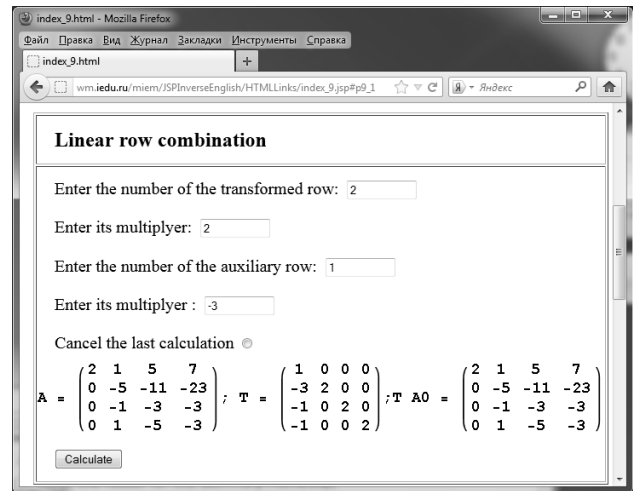 index_9.html - Mozilla Firefox
Файл Правка Вид Журнал Закладки Инструменты Справка
index_9.html +
wm.iedu.ru/miem/JSPInverseEnglish/HTMLLinks/index_9.jsp#p9_1 Я Яндекс
Linear row combination
Enter the number of the transformed row: 2
Enter its multiplyer: 2
Enter the number of the auxiliary row: 1
Enter its multiplyer : -3
Cancel the last calculation
2 1 5 7 1 0 0 0 2 1 5 7
0 -5 -11 -23 -3 2 0 0 0 -5 -11 -23
A = ; T = ;T A0 =
0 -1 -3 -3 -1 0 2 0 0 -1 -3 -3
0 1 -5 -3 -1 0 0 2 0 1 -5 -3
Calculate